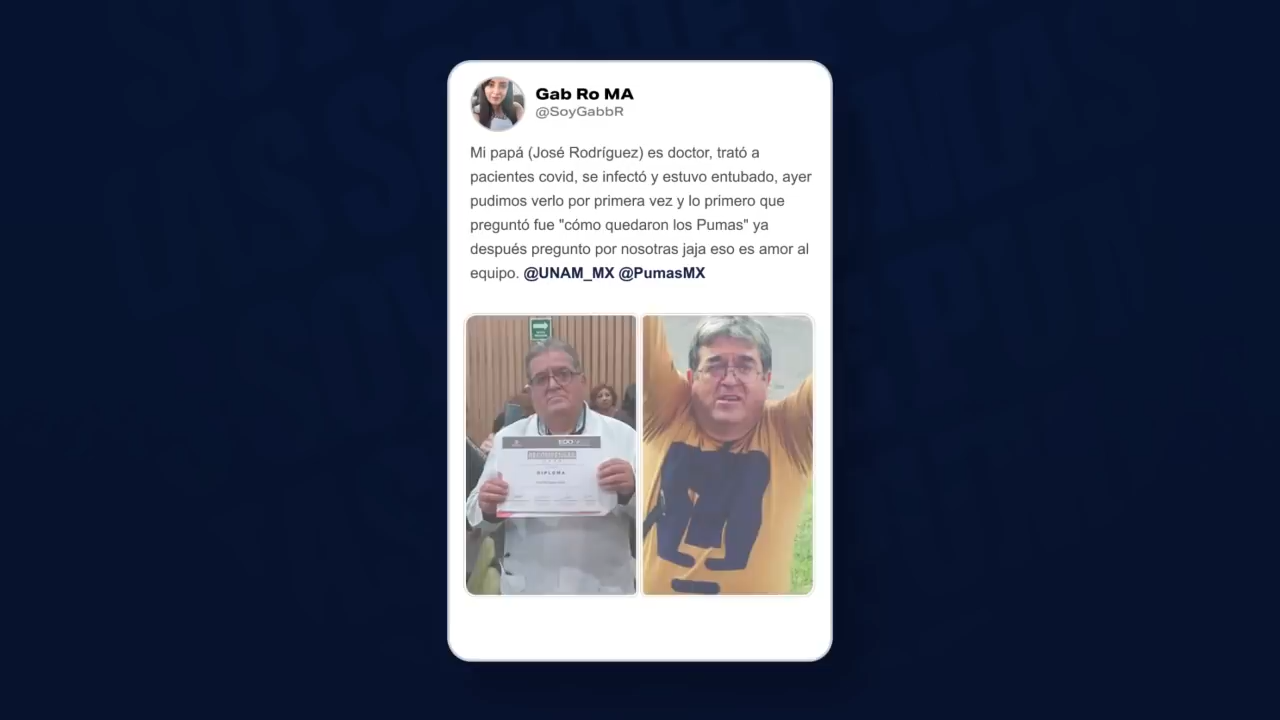 Gab Ro MA
@SoyGabbR
Mi papá (José Rodríguez) es doctor, trató a
pacientes covid, se infectó y estuvo entubado, ayer
pudimos verlo por primera vez y lo primero que
preguntó fue "cómo quedaron los Pumas" ya
después pregunto por nosotras jaja eso es amor al
equipo. @UNAM_MX @PumasMX